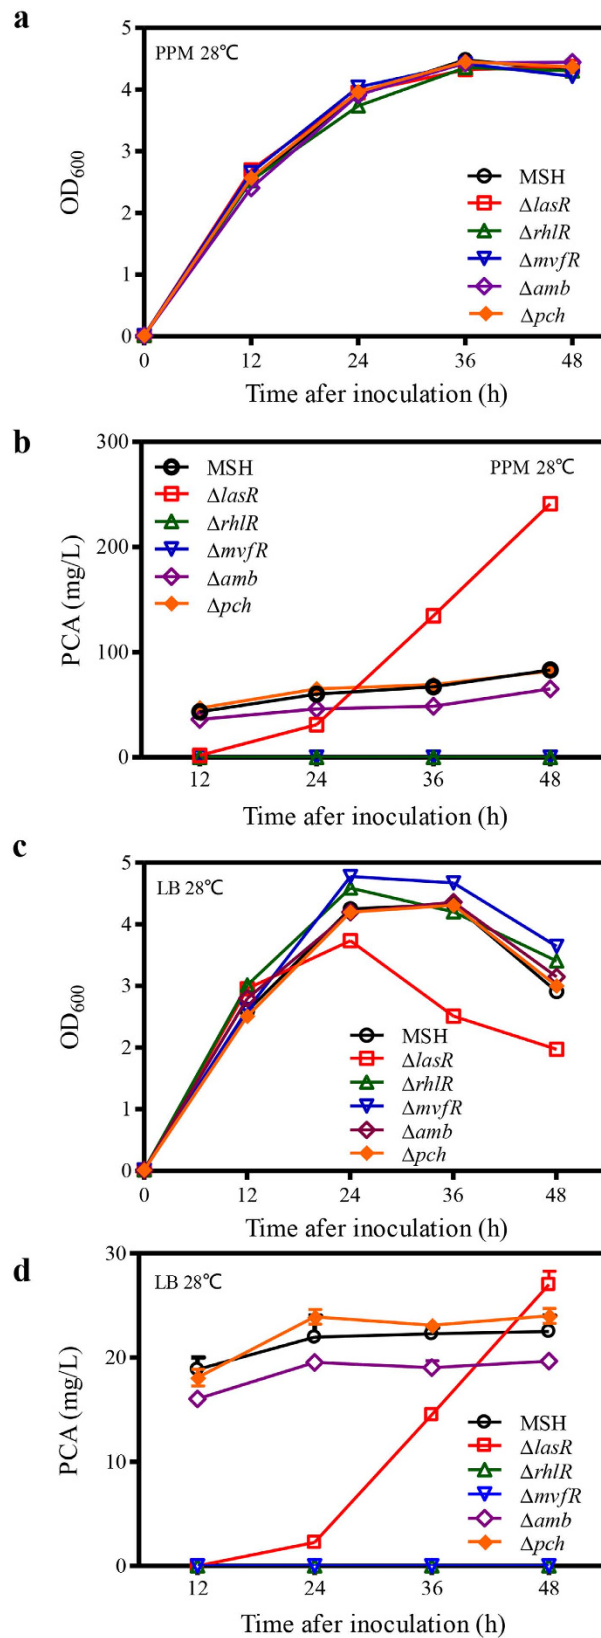 a
PPM 28℃
5
4
3
2
1
0
OD600
MSH
ΔlasR
ΔrhlR
ΔmvfR
Δamb
Δpch
0 12 24 36 48
Time afer inoculation (h)
b
PPM 28℃
300
200
100
0
PCA (mg/L)
MSH
ΔlasR
ΔrhlR
ΔmvfR
Δamb
Δpch
12 24 36 48
Time afer inoculation (h)
c
LB 28℃
5
4
3
2
1
0
OD600
MSH
ΔlasR
ΔrhlR
ΔmvfR
Δamb
Δpch
0 12 24 36 48
Time afer inoculation (h)
d
LB 28℃
30
20
10
0
PCA (mg/L)
MSH
ΔlasR
ΔrhlR
ΔmvfR
Δamb
Δpch
12 24 36 48
Time afer inoculation (h)